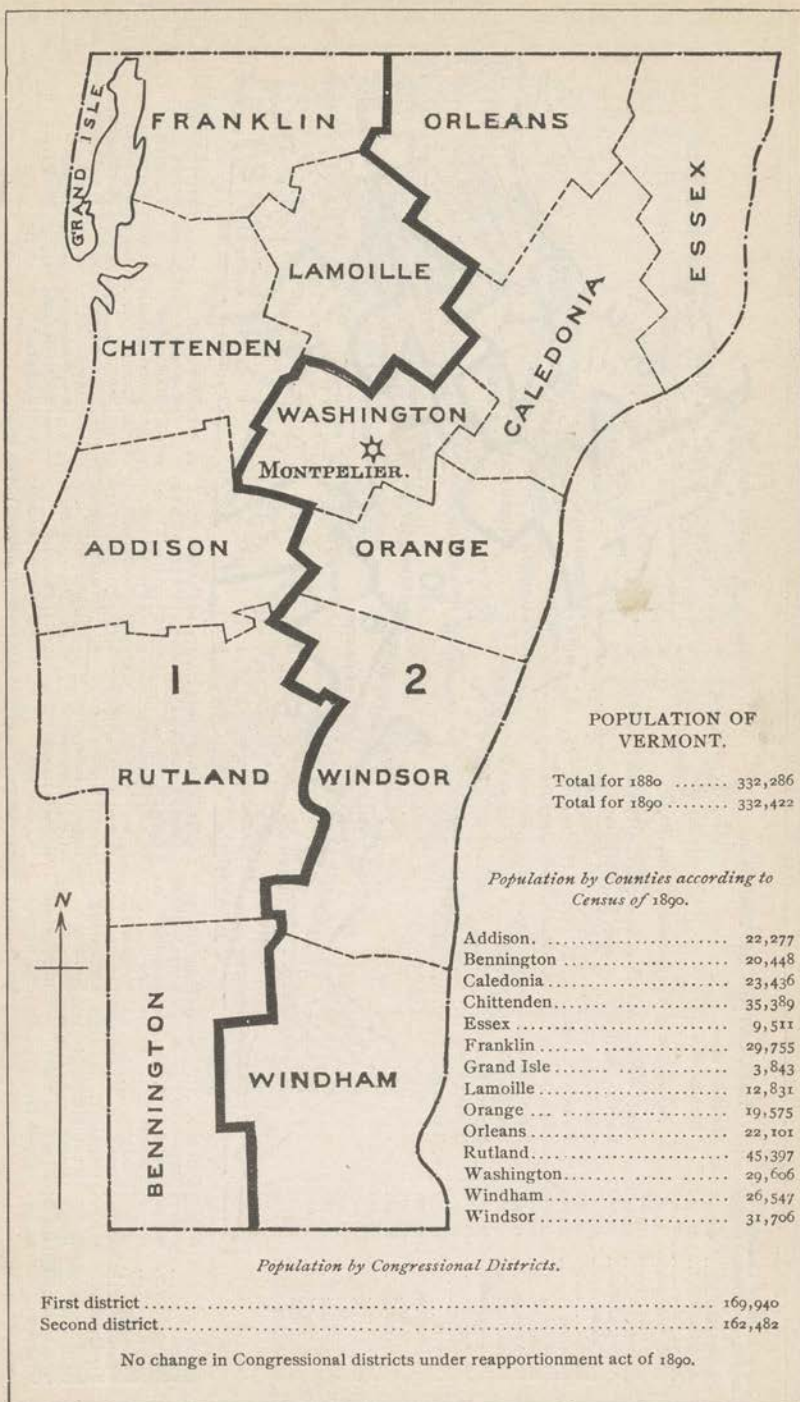 GRAND ISLE
FRANKLIN
ORLEANS
ESSEX
LAMOILLE
CALEDONIA
CHITTENDEN
WASHINGTON
MONTPELIER.
ADDISON
ORANGE
1
2
RUTLAND
WINDSOR
N
BENNINGTON
WINDHAM
POPULATION OF
VERMONT.
Total for 1880 ....... 332,286
Total for 1890 ........ 332,422
Population by Counties according to
Census of 1890.
Addison. ....................... 22,277
Bennington .................... 20,448
Caledonia ...................... 23,436
Chittenden....... .............. 35,389
Essex .......................... 9,511
Franklin ...... ................ 29,755
Grand Isle....... .............. 3,843
Lamoille ....................... 12,831
Orange ... ..................... 19,575
Orleans ........................ 22,101
Rutland.... .................... 45,397
Washington........ ..... ...... 29,606
Windham ....................... 26,547
Windsor ............ ........... 31,706
Population by Congressional Districts.
First district ....... ............................................................. 169,940
Second district.................................. ............................... 162,482
No change in Congressional districts under reapportionment act of 1890.